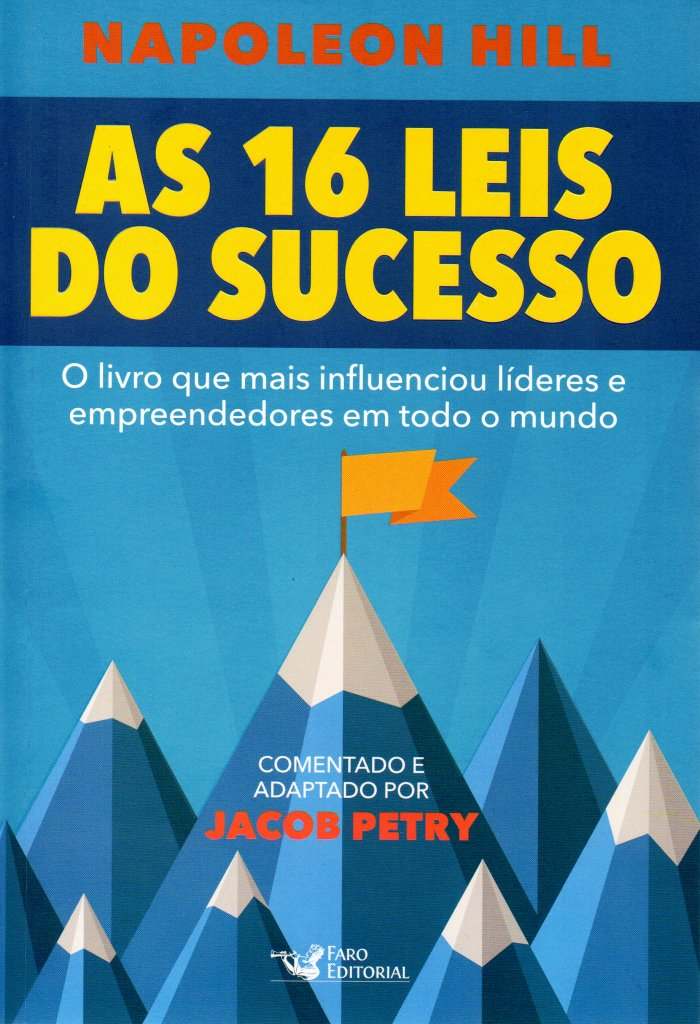 NAPOLEON HILL
AS 16 LEIS
DO SUCESSO
O livro que mais influenciou líderes e
empreendedores em todo o mundo
COMENTADO E
ADAPTADO POR
JACOB PETRY
FARO
EDITORIAL